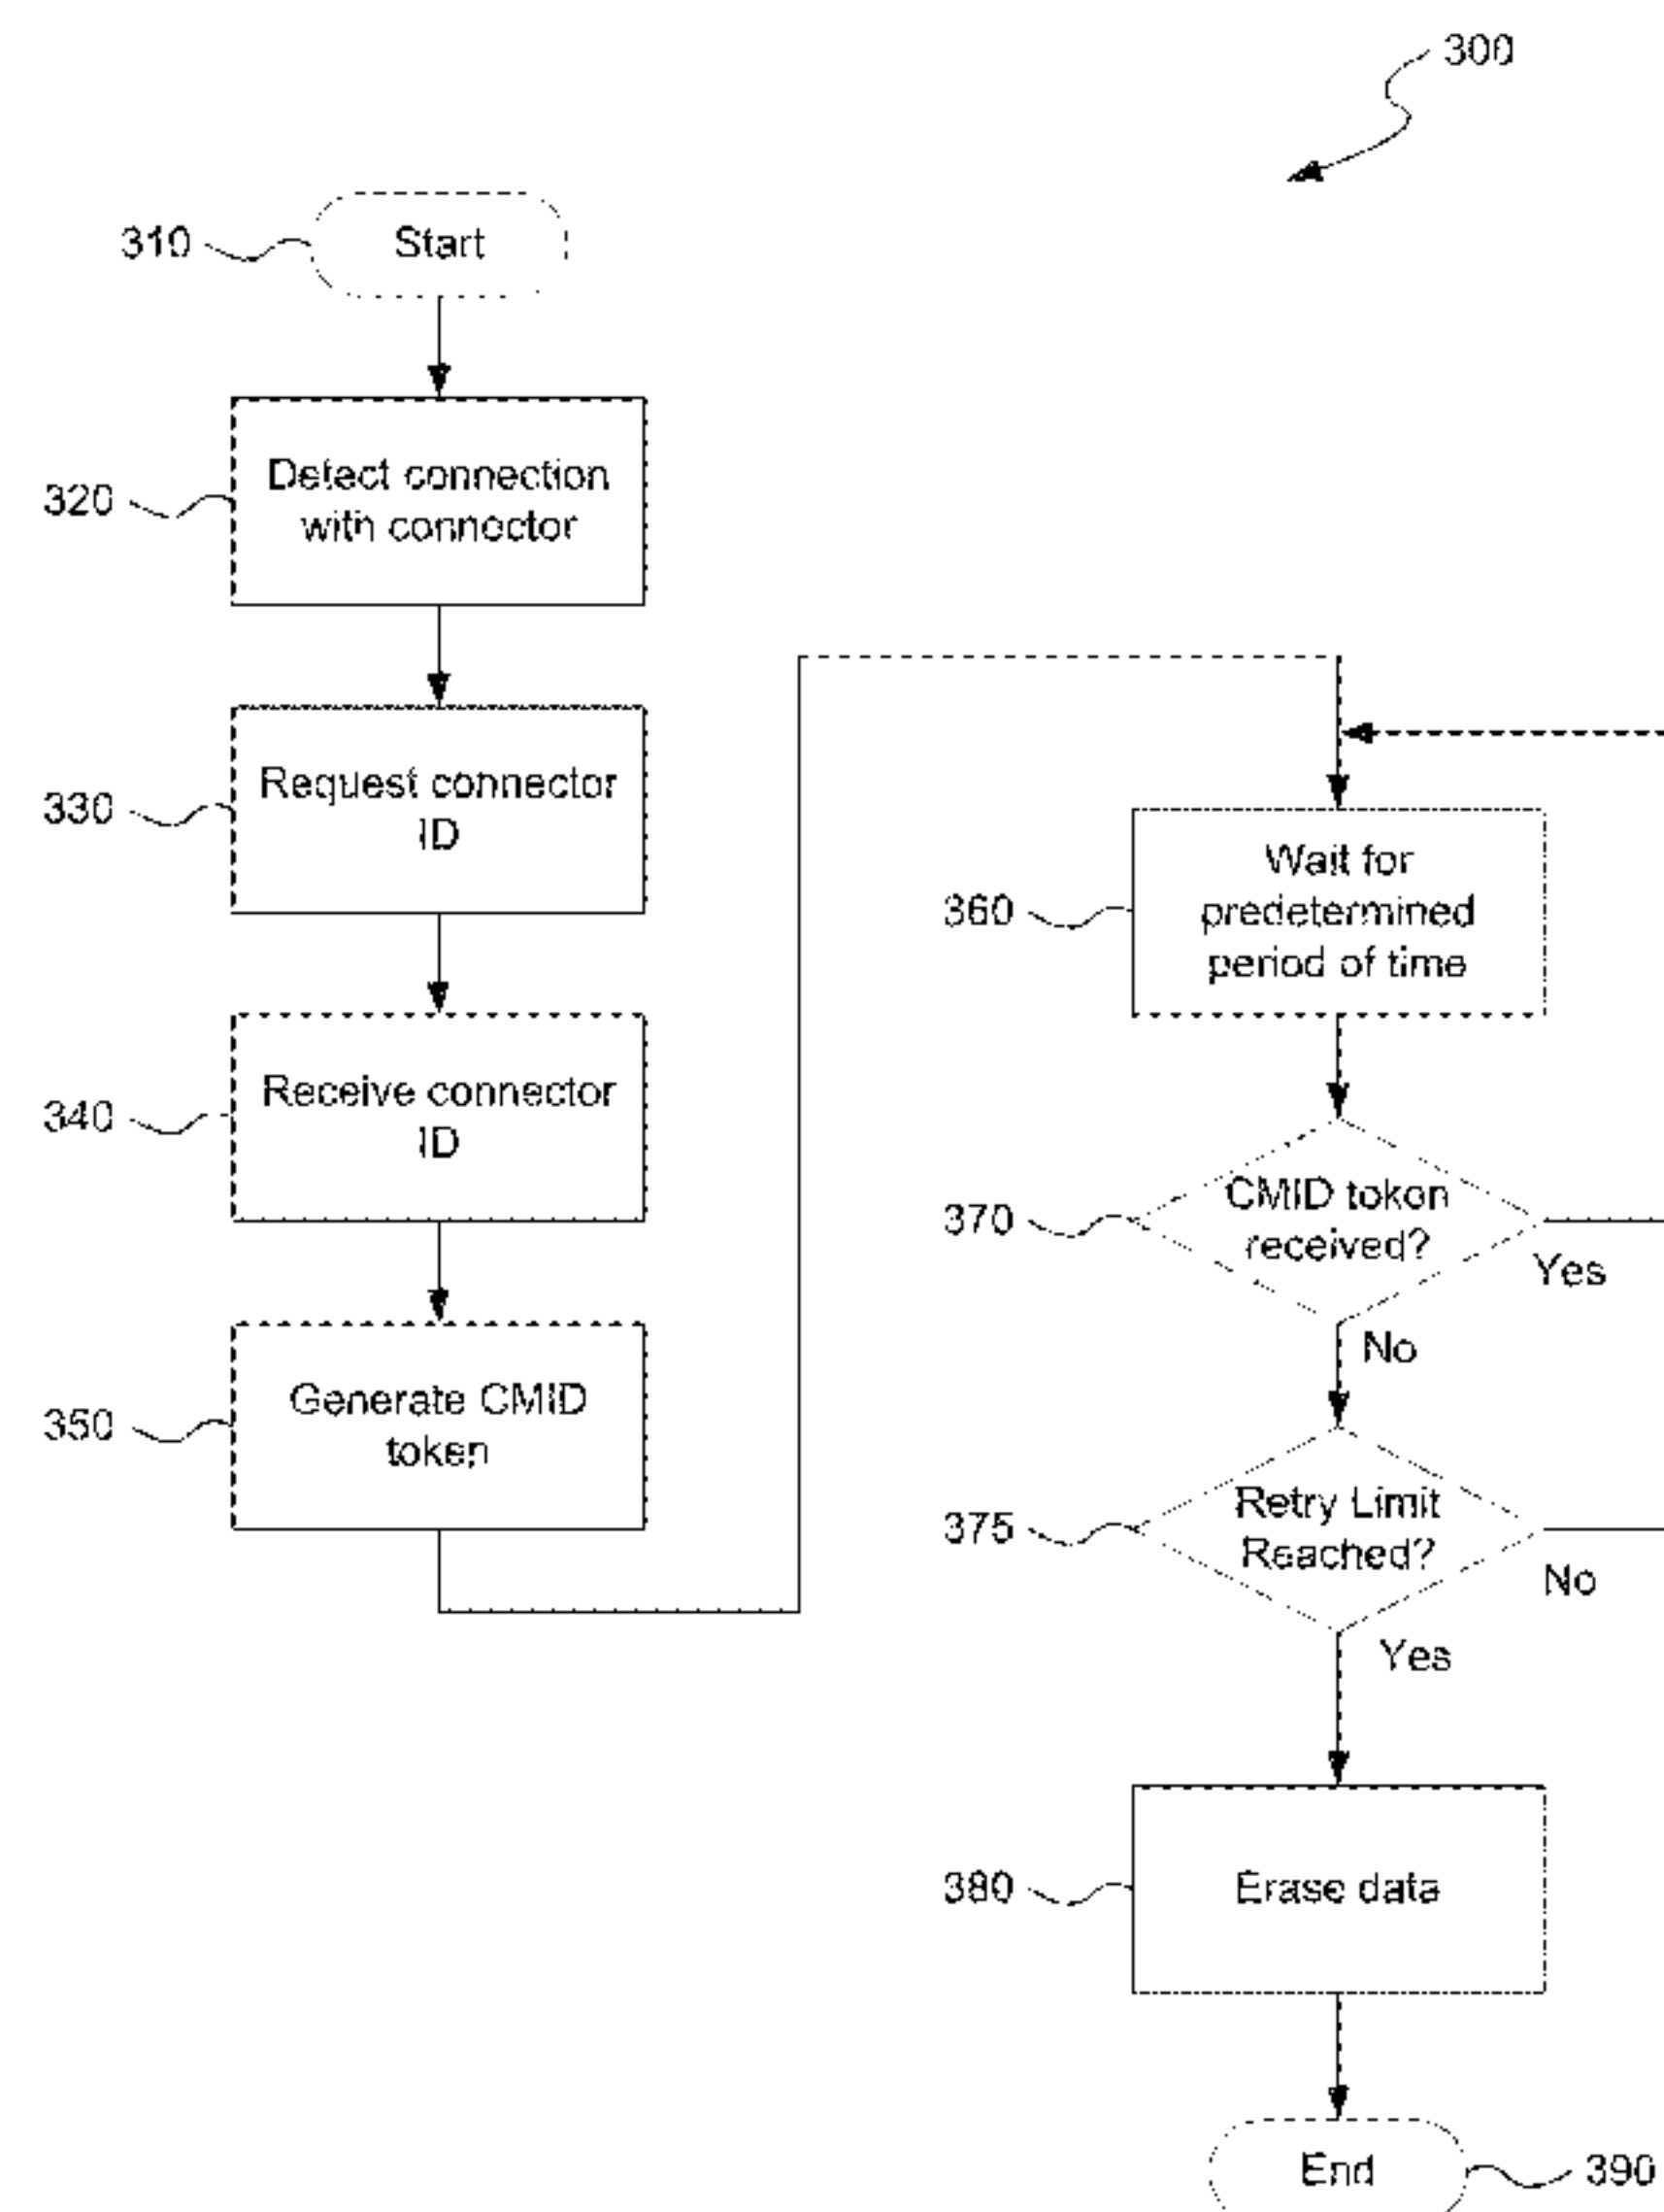 300
310
Start
320
Detect connection
with connector
330
Request connector
ID
340
Receive connector
ID
350
Generate CMID
token
360
Wait for
predetermined
period of time
370
CMID token
received?
Yes
No
375
Retry Limit
Reached?
No
Yes
380
Erase data
End
390